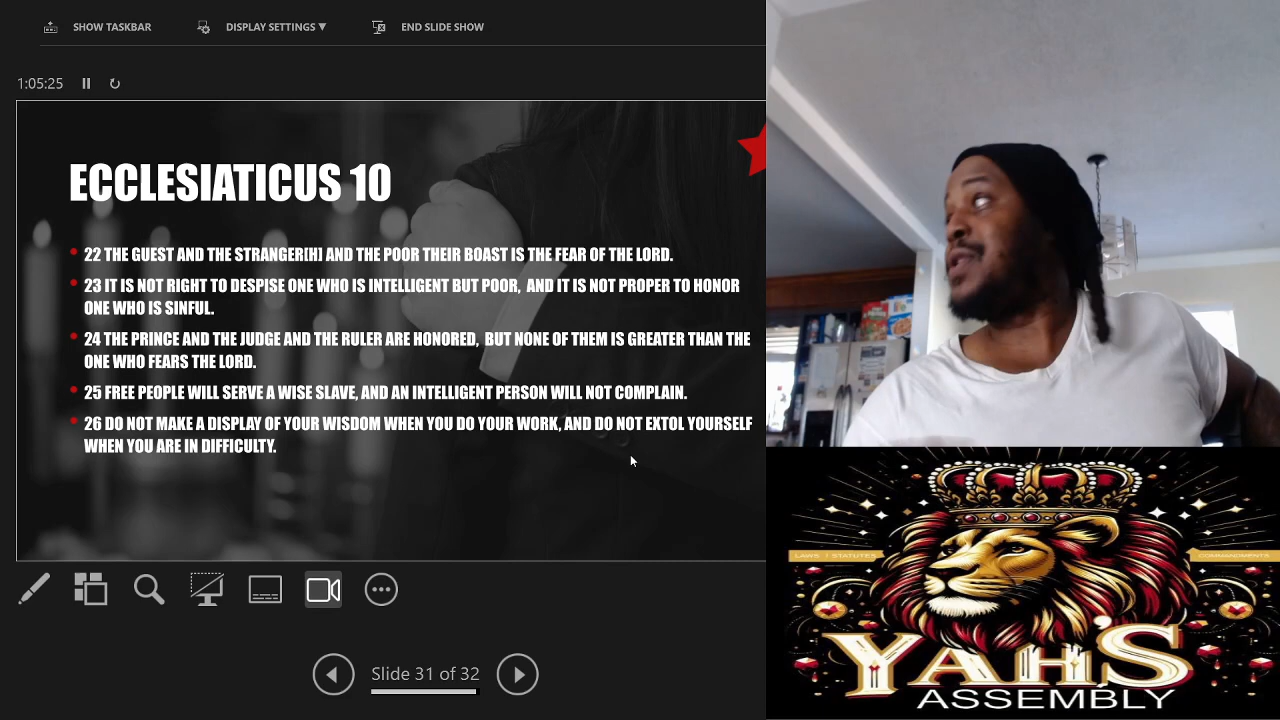 SHOW TASKBAR DISPLAY SETTINGS ▼ END SLIDE SHOW
1:05:25
ECCLESIATICUS 10
22 THE GUEST AND THE STRANGER[H] AND THE POOR THEIR BOAST IS THE FEAR OF THE LORD.
23 IT IS NOT RIGHT TO DESPISE ONE WHO IS INTELLIGENT BUT POOR, AND IT IS NOT PROPER TO HONOR
ONE WHO IS SINFUL.
24 THE PRINCE AND THE JUDGE AND THE RULER ARE HONORED, BUT NONE OF THEM IS GREATER THAN THE
ONE WHO FEARS THE LORD.
25 FREE PEOPLE WILL SERVE A WISE SLAVE, AND AN INTELLIGENT PERSON WILL NOT COMPLAIN.
26 DO NOT MAKE A DISPLAY OF YOUR WISDOM WHEN YOU DO YOUR WORK, AND DO NOT EXTOL YOURSELF
WHEN YOU ARE IN DIFFICULTY.
Slide 31 of 32
LAWS STATUTES
COMMANDMENTS
YAH'S
ASSEMBLY